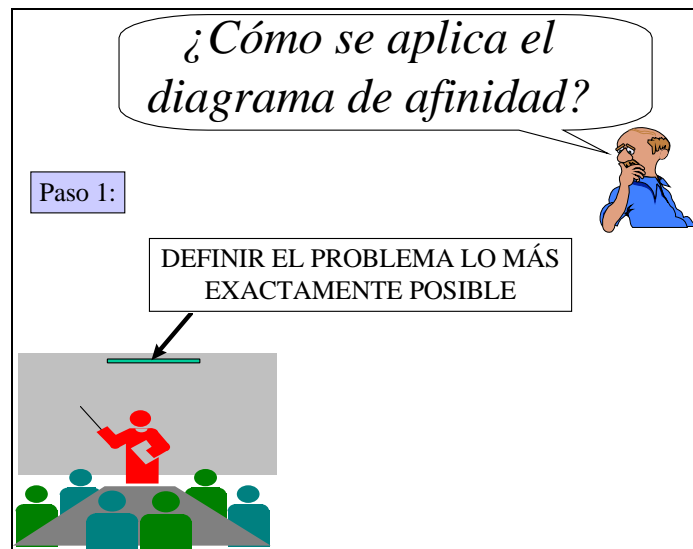 ¿Cómo se aplica el
diagrama de afinidad?
Paso 1:
DEFINIR EL PROBLEMA LO MÁS
EXACTAMENTE POSIBLE